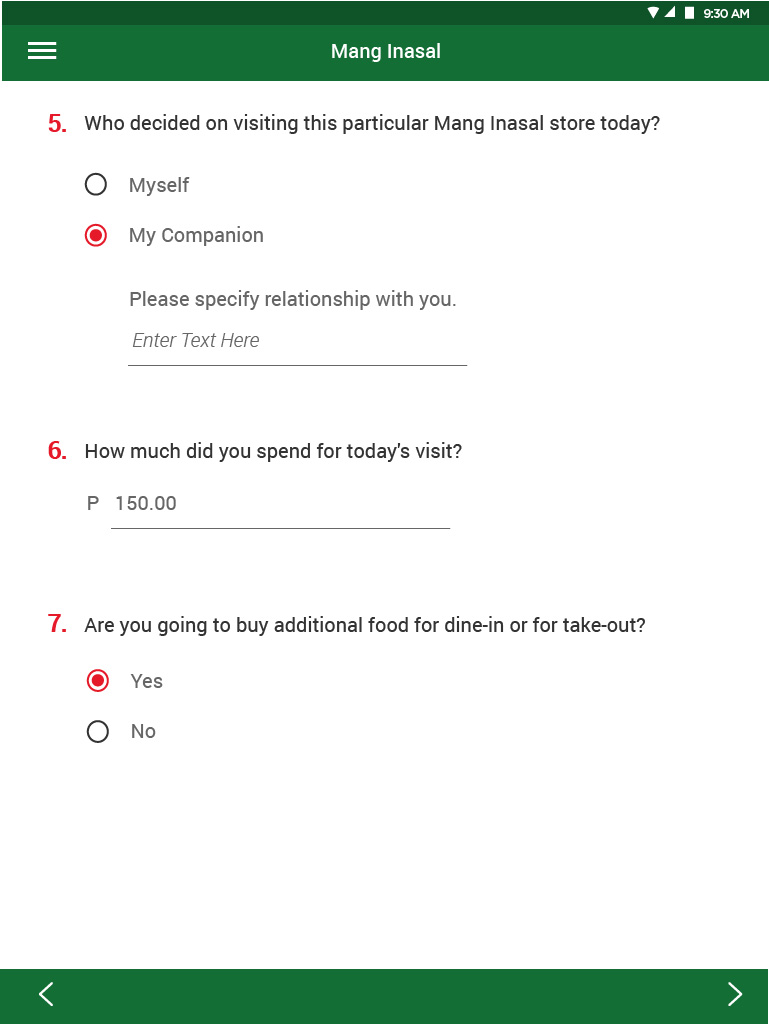 9:30 AM
Mang Inasal
5. Who decided on visiting this particular Mang Inasal store today?
Myself
My Companion
Please specify relationship with you.
Enter Text Here
6. How much did you spend for today's visit?
P 150.00
7. Are you going to buy additional food for dine-in or for take-out?
Yes
No